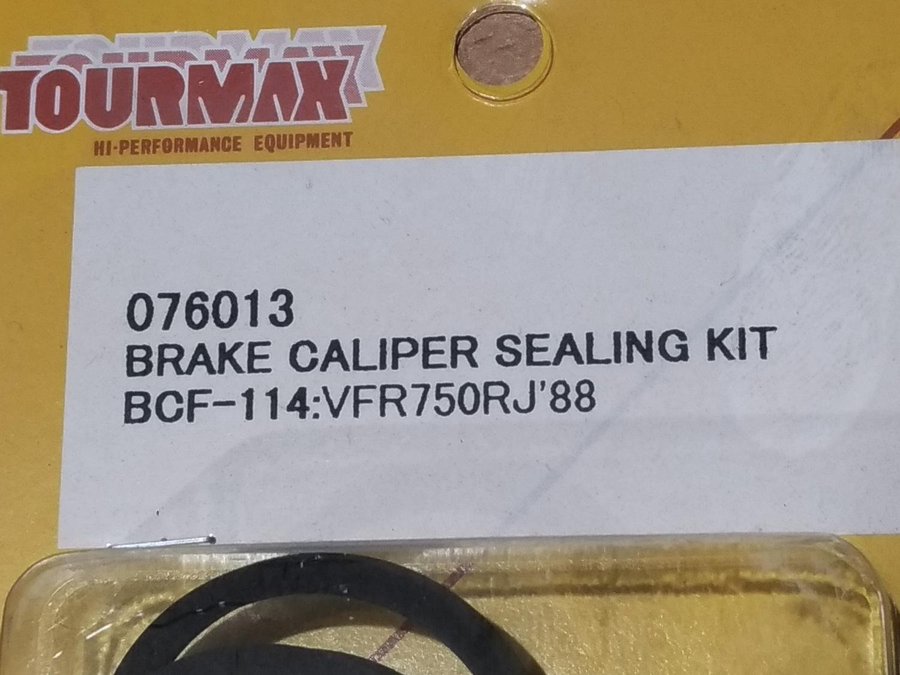 TOURMAX
HI-PERFORMANCE EQUIPMENT
076013
BRAKE CALIPER SEALING KIT
BCF-114:VFR750RJ'88